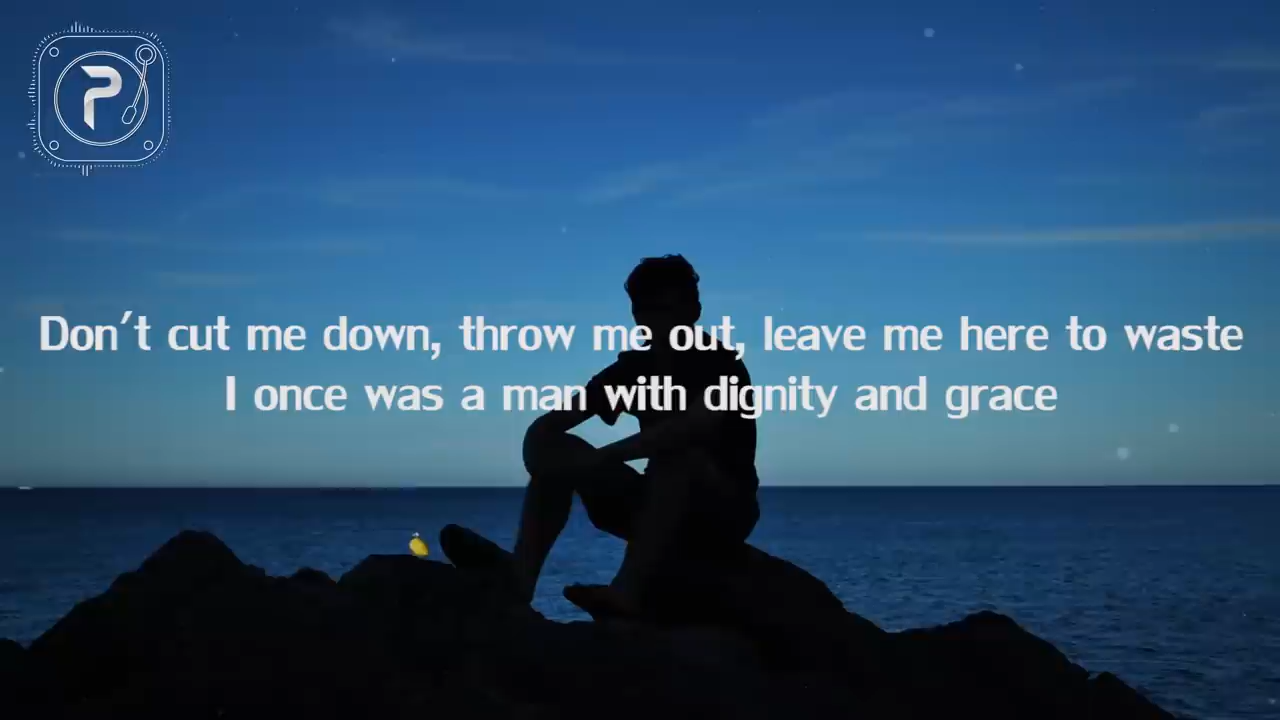 P
Don't cut me down, throw me out, leave me here to waste
I once was a man with dignity and grace